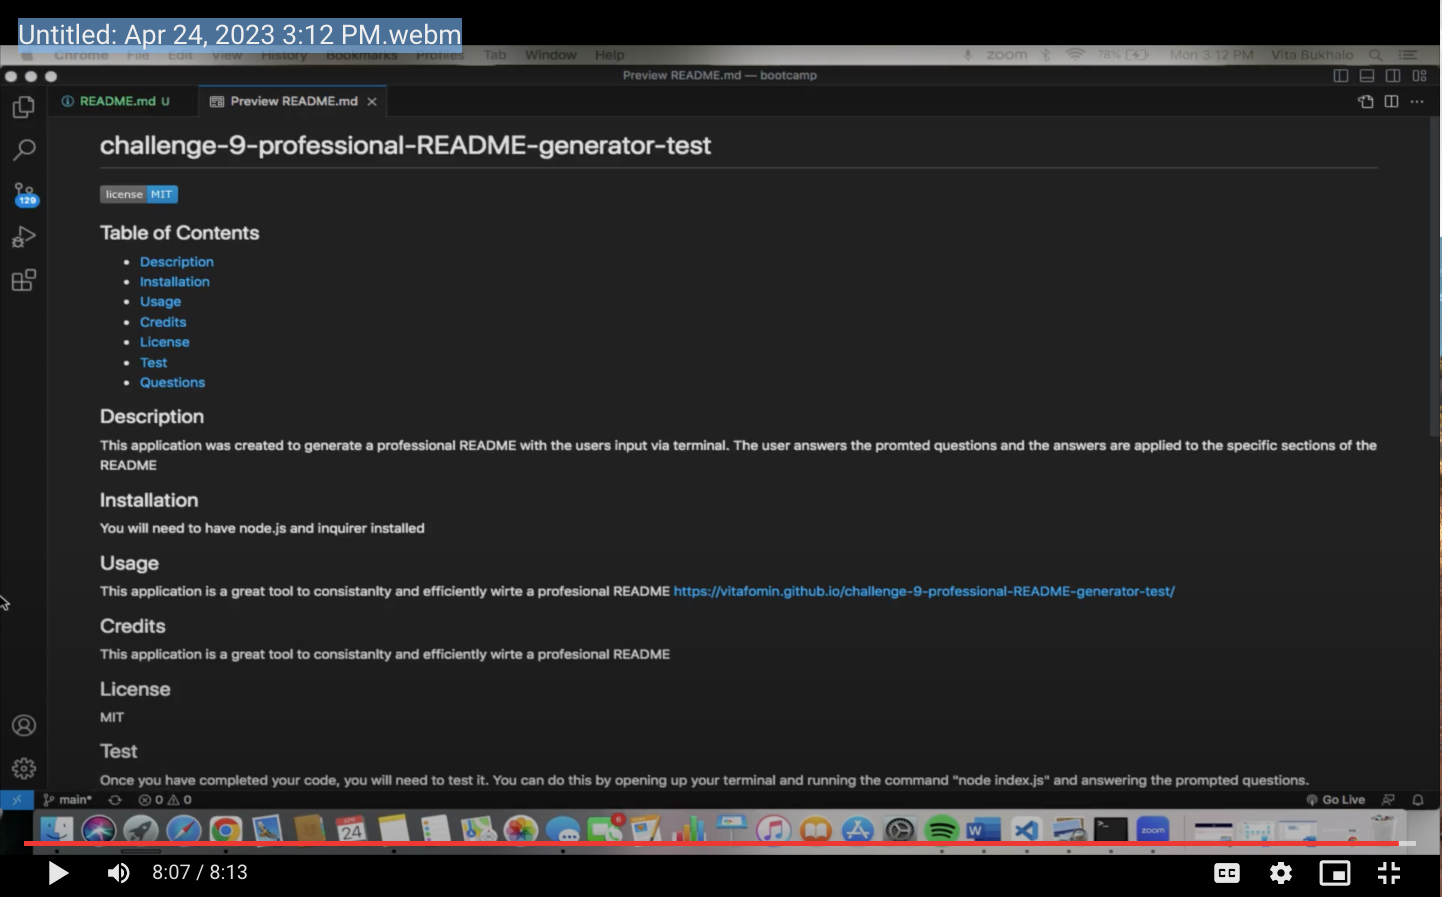 Untitled: Apr 24, 2023 3:12 PM.webm
Chrome File Edit View History Bookmarks Profiles Tab Window Help zoom 78% Mon 3:12 PM Vita Bukhalo
Preview README.md — bootcamp
README.md U Preview README.md
challenge-9-professional-README-generator-test
license MIT
129
Table of Contents
• Description
• Installation
• Usage
• Credits
• License
• Test
• Questions
Description
This application was created to generate a professional README with the users input via terminal. The user answers the promted questions and the answers are applied to the specific sections of the
README
Installation
You will need to have node.js and inquirer installed
Usage
This application is a great tool to consistanlty and efficiently wirte a profesional README https://vitafomin.github.io/challenge-9-professional-README-generator-test/
Credits
This application is a great tool to consistanlty and efficiently wirte a profesional README
License
MIT
Test
Once you have completed your code, you will need to test it. You can do this by opening up your terminal and running the command "node index.js" and answering the prompted questions.
main* 0 0 Go Live
APR 24 6 W zoom
8:07 / 8:13 CC